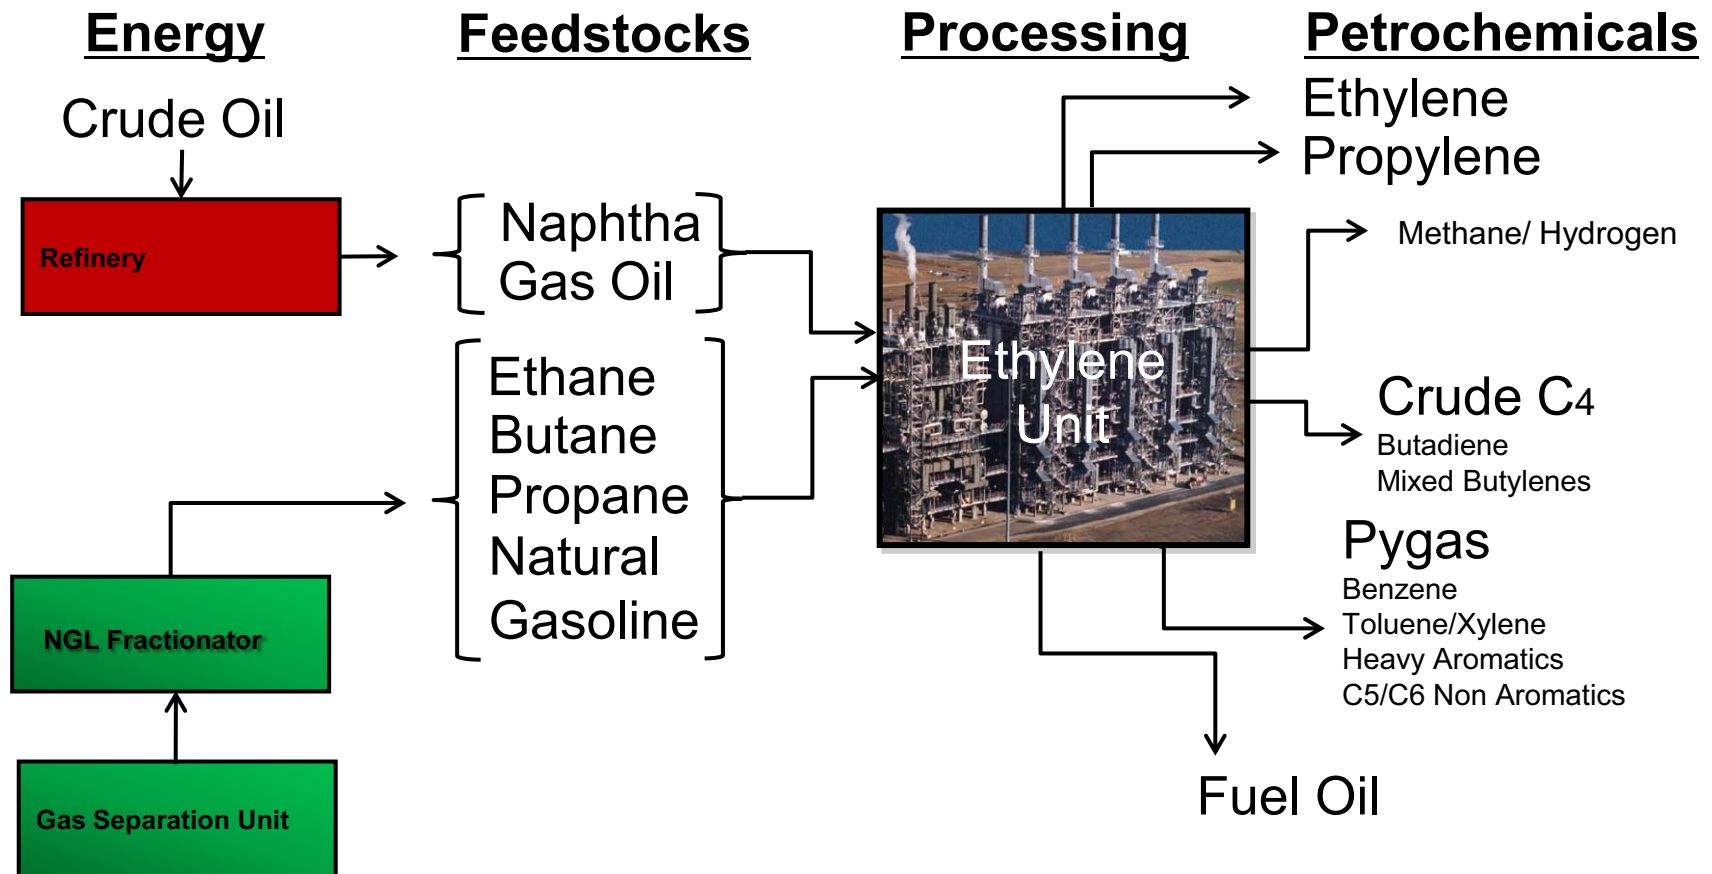 Energy
Feedstocks
Processing
Petrochemicals
Crude Oil
Refinery
NGL Fractionator
Gas Separation Unit
Naphtha
Gas Oil
Ethane
Butane
Propane
Natural
Gasoline
Ethylene
Unit
Ethylene
Propylene
Methane/ Hydrogen
Crude C4
Butadiene
Mixed Butylenes
Pygas
Benzene
Toluene/Xylene
Heavy Aromatics
C5/C6 Non Aromatics
Fuel Oil